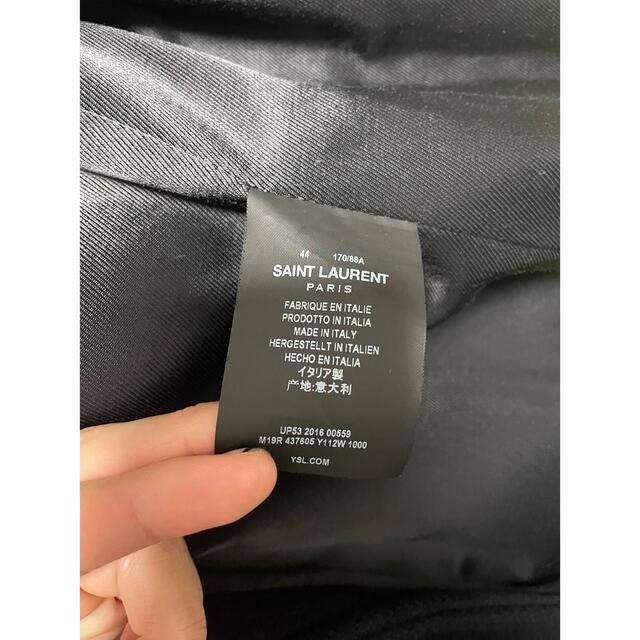 44 170/88A
SAINT LAURENT
PARIS
FABRIQUE EN ITALIE
PRODOTTO IN ITALIA
MADE IN ITALY
HERGESTELLT IN ITALIEN
HECHO EN ITALIA
イタリア製
产地:意大利
UP53 2016 00559
M19R 437605 Y112W 1000
YSL.COM